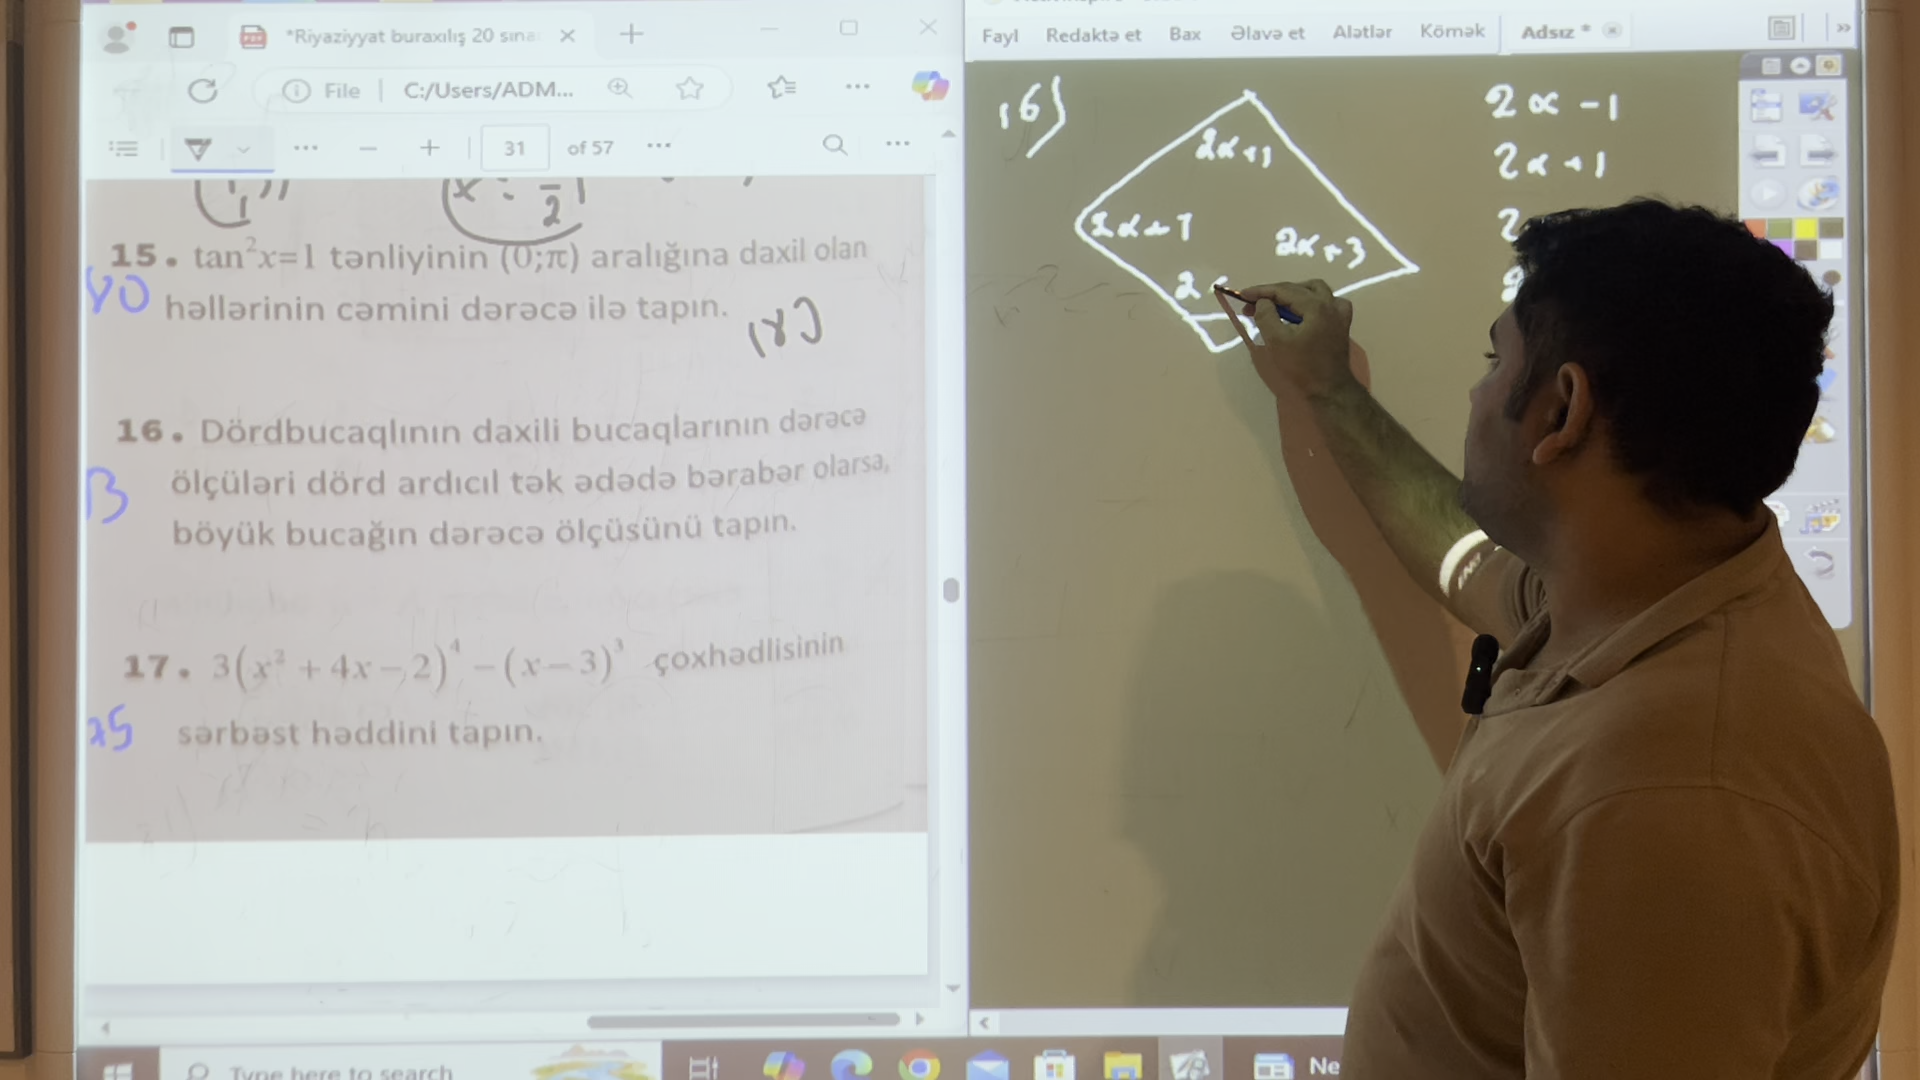 *Riyaziyyat buraxılış 20 sına
File
C:/Users/ADM...
31 of 57
15. tan²x=1 tənliyinin (0;π) aralığına daxil olan
həllərinin cəmini dərəcə ilə tapın.
16. Dördbucaqlının daxili bucaqlarının dərəcə
ölçüləri dörd ardıcıl tək ədədə bərabər olarsa,
böyük bucağın dərəcə ölçüsünü tapın.
B
17. 3(x² + 4x − 2)⁴ − (x − 3)³ çoxhədlisinin
sərbəst həddini tapın.
75
Type here to search
Fayl Redaktə et Bax Əlavə et Alətlər Kömək Adsız *
16)
2x+1
2x-1
2x+3
2
2x -1
2x +1
2
Ne